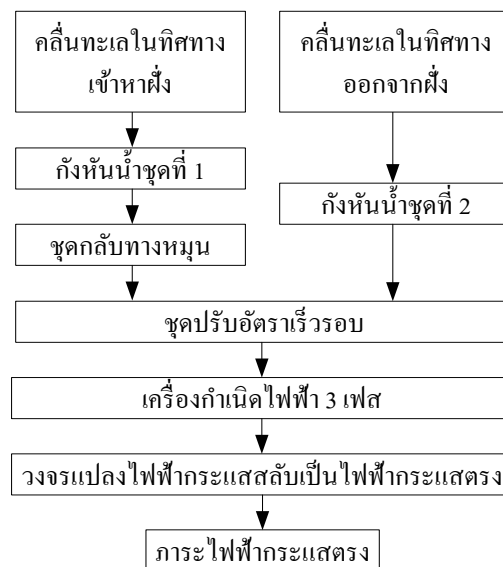 คลื่นทะเลในทิศทาง
เข้าหาฝั่ง
คลื่นทะเลในทิศทาง
ออกจากฝั่ง
กังหันน้ำชุดที่ 1
กังหันน้ำชุดที่ 2
ชุดกลับทางหมุน
ชุดปรับอัตราเร็วรอบ
เครื่องกำเนิดไฟฟ้า 3 เฟส
วงจรแปลงไฟฟ้ากระแสสลับเป็นไฟฟ้ากระแสตรง
ภาระไฟฟ้ากระแสตรง